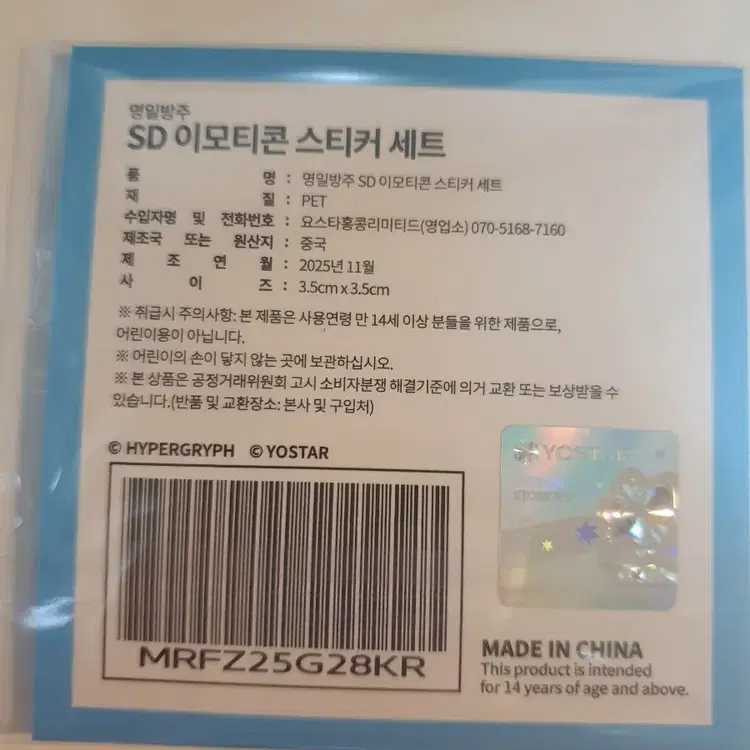 명일방주
SD 이모티콘 스티커 세트
품 명 : 명일방주 SD 이모티콘 스티커 세트
재 질 : PET
수입자명 및 전화번호 : 요스타홍콩리미티드(영업소) 070-5168-7160
제조국 또는 원산지 : 중국
제 조 연 월 : 2025년 11월
사 이 즈 : 3.5cm x 3.5cm
※ 취급시 주의사항: 본 제품은 사용연령 만 14세 이상 분들을 위한 제품으로,
어린이용이 아닙니다.
※ 어린이의 손이 닿지 않는 곳에 보관하십시오.
※ 본 상품은 공정거래위원회 고시 소비자분쟁 해결기준에 의거 교환 또는 보상받을 수
있습니다.(반품 및 교환장소: 본사 및 구입처)
© HYPERGRYPH © YOSTAR
YOSTAR
MRFZ25G28KR
MADE IN CHINA
This product is intended
for 14 years of age and above.